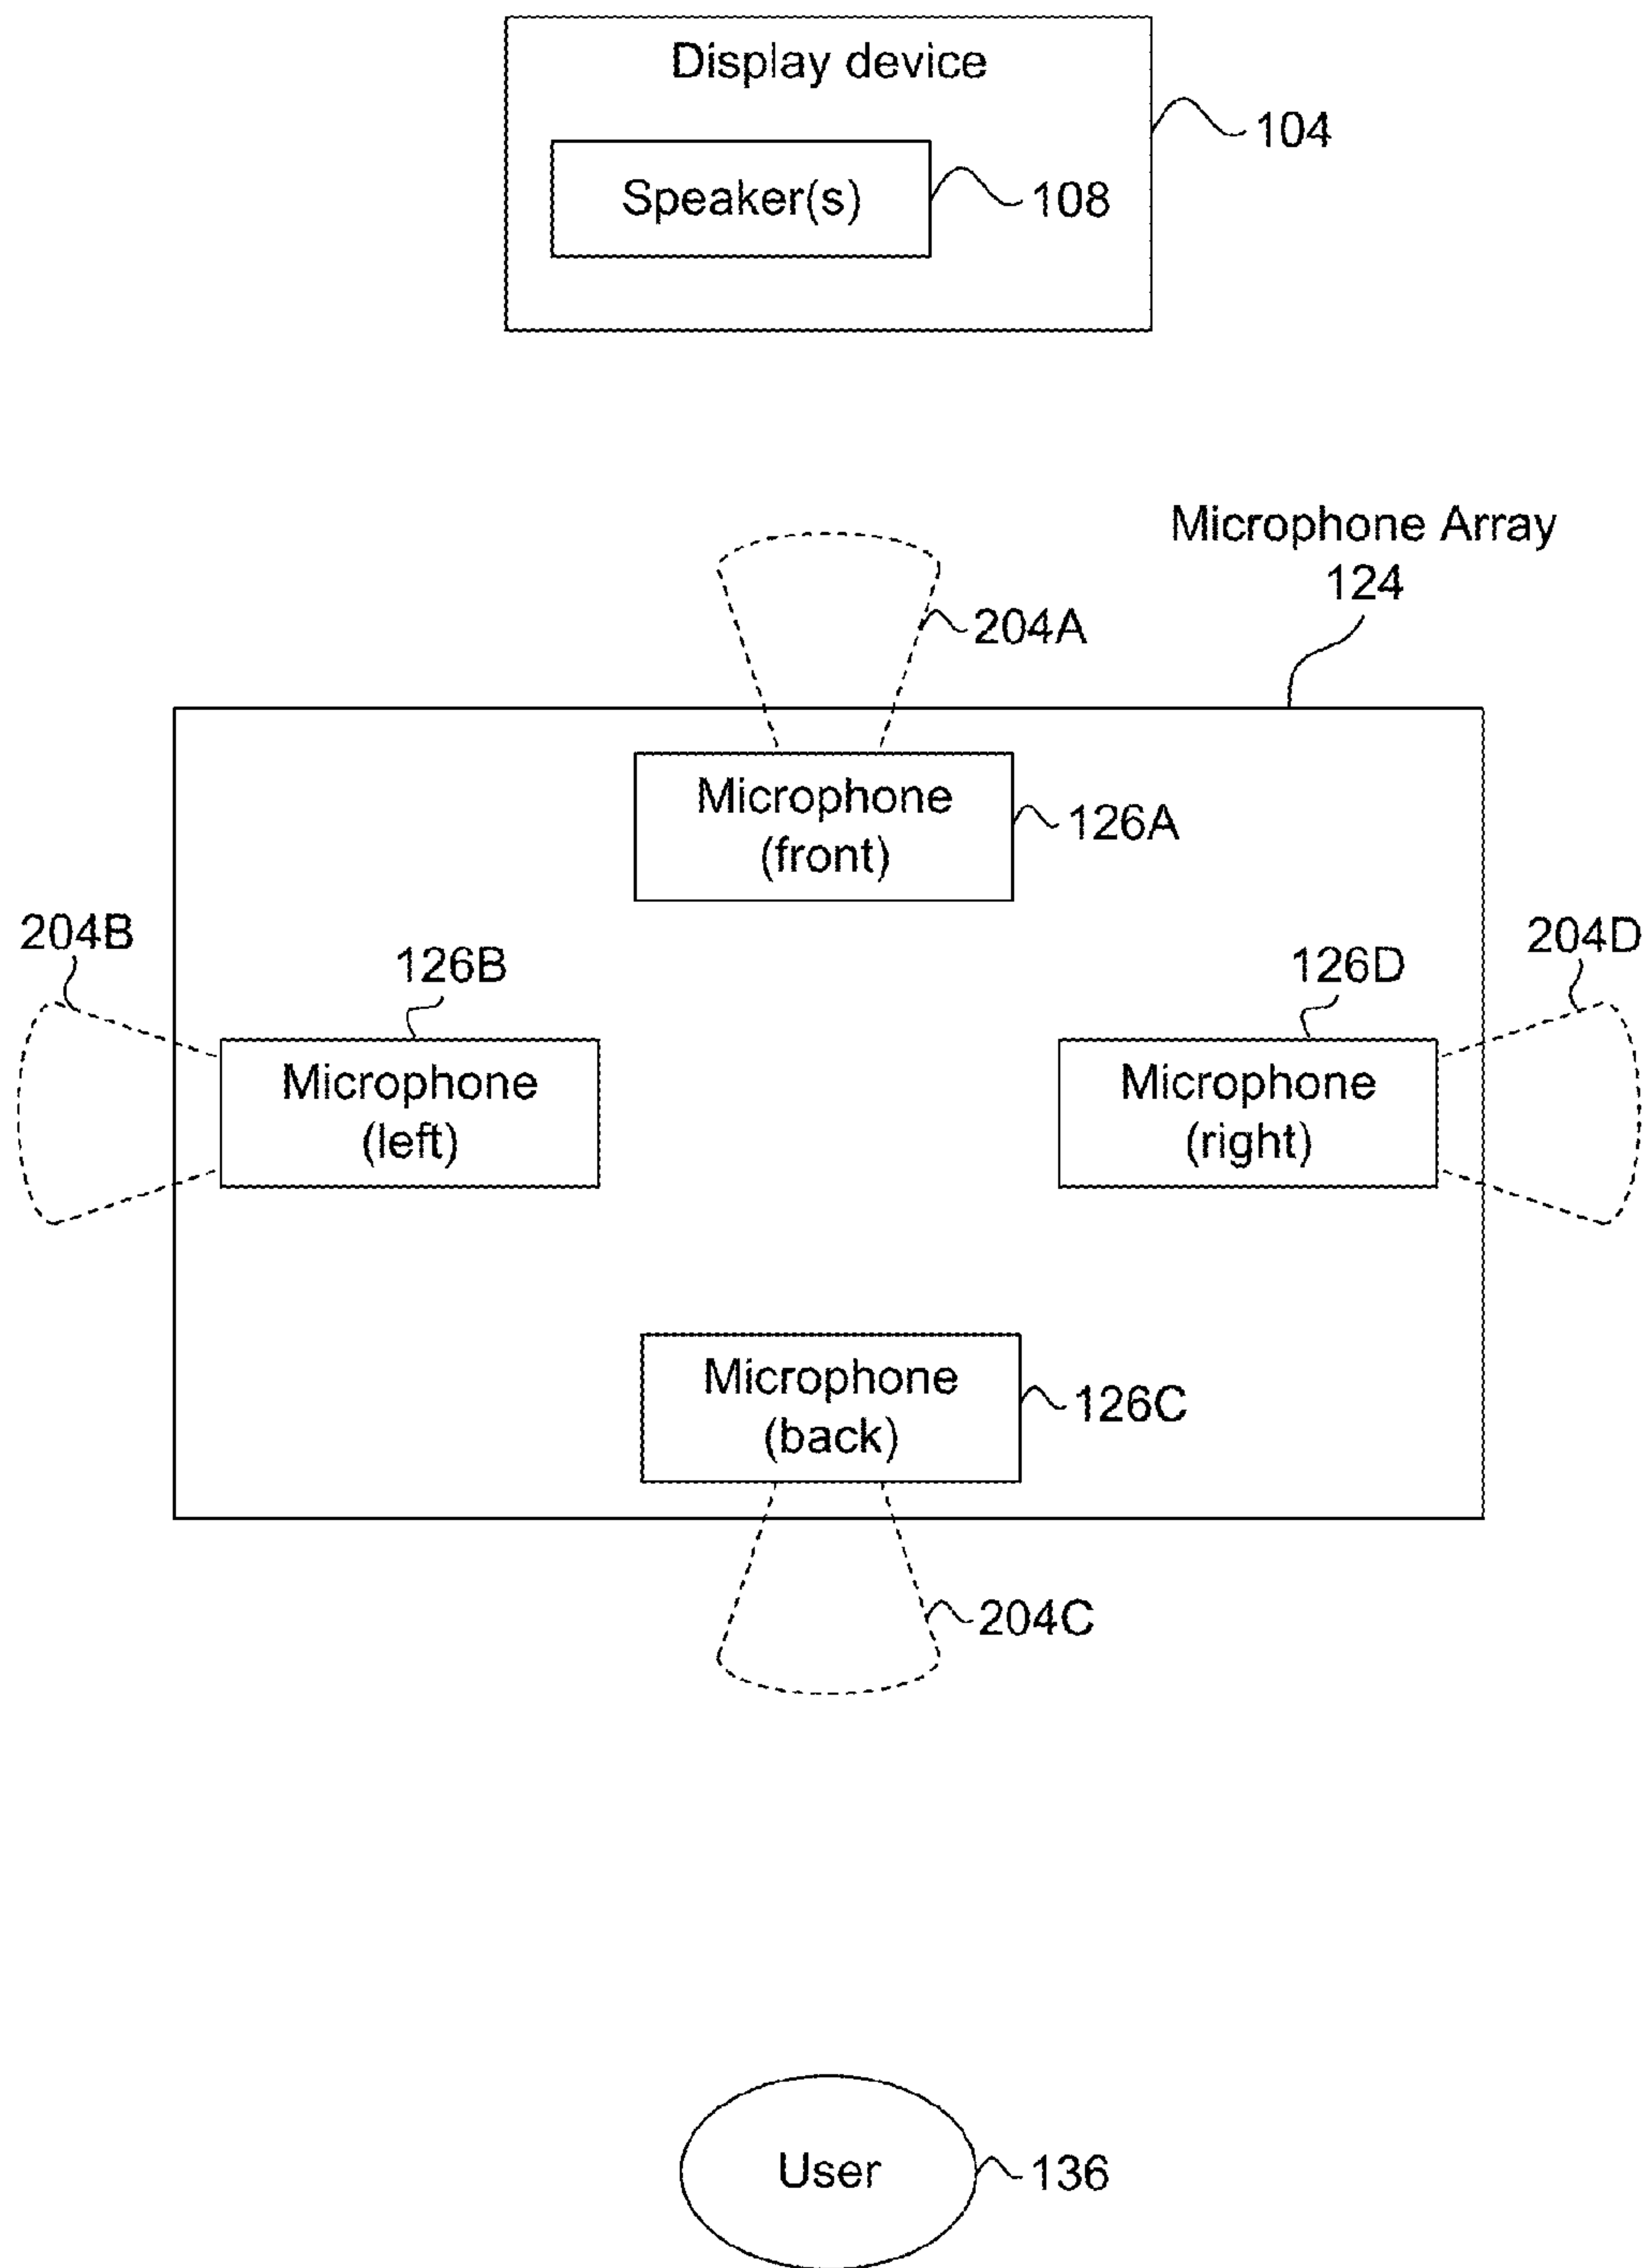 Display device
104
Speaker(s)
108
Microphone Array
124
204A
Microphone
(front)
126A
204B
126B
Microphone
(left)
126D
204D
Microphone
(right)
Microphone
(back)
126C
204C
User
136